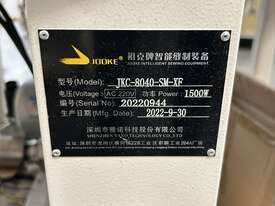 JOOKE 祖克牌智能缝制装备
JOOKE INTELLIGENT SEWING EQUIPMENT
型号(Model): JKC-8040-SM-XF
电压(Voltage): AC 220V 功率 Power: 1500W
编号(Serial Number): 20220944
生产日期(Mfg. Date): 2022-9-30
深圳市雅诺科技股份有限公司
SHENZHEN YANO TECHNOLOGY CO.,LTD